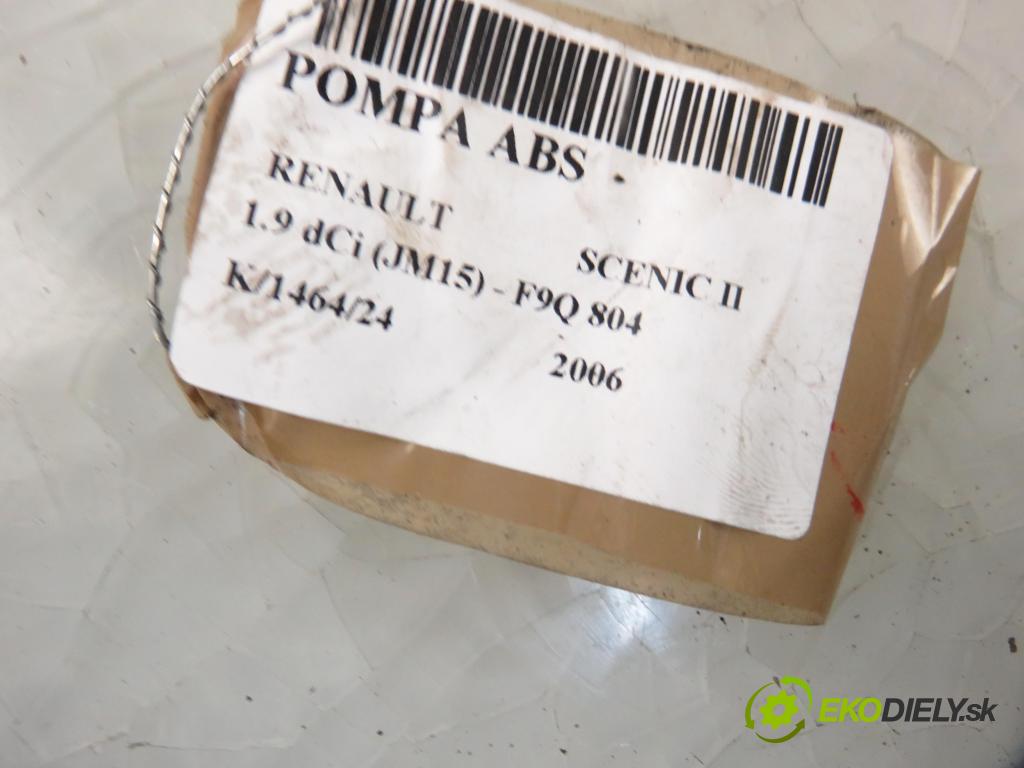 POMPA ABS
RENAULT SCENIC II
1.9 dCi (JM15) - F9Q 804
K/1464/24 2006
EKODIELY.sk